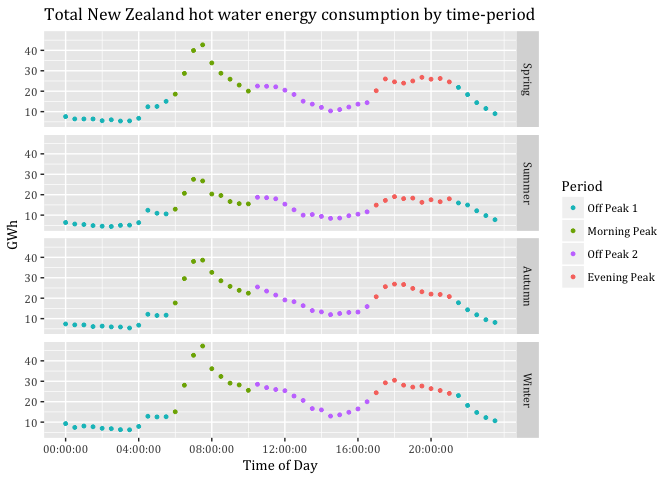 Total New Zealand hot water energy consumption by time-period
40
30
20
10
Spring
40
30
20
10
Summer
40
30
20
10
Autumn
40
30
20
10
Winter
GWh
00:00:00 04:00:00 08:00:00 12:00:00 16:00:00 20:00:00
Time of Day
Period
Off Peak 1
Morning Peak
Off Peak 2
Evening Peak